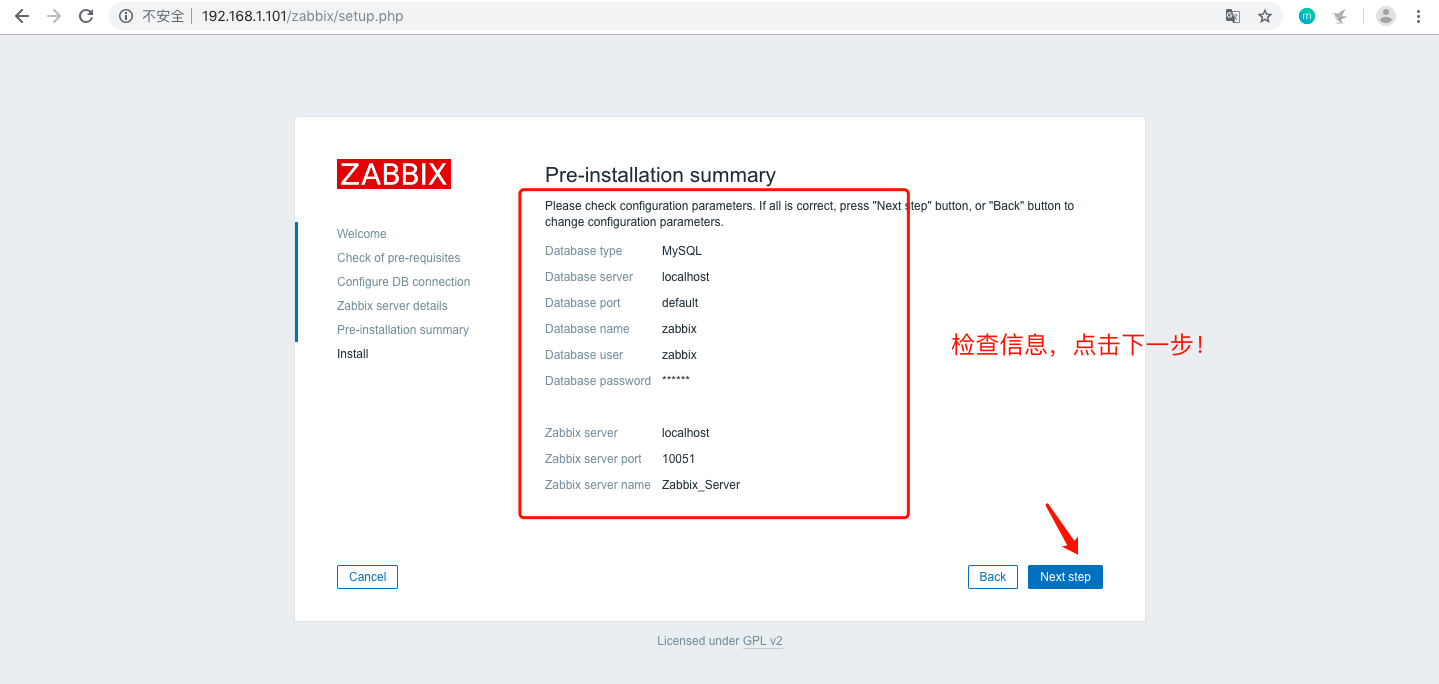 不安全 192.168.1.101/zabbix/setup.php
m
ZABBIX
Welcome
Check of pre-requisites
Configure DB connection
Zabbix server details
Pre-installation summary
Install
Pre-installation summary
Please check configuration parameters. If all is correct, press "Next step" button, or "Back" button to
change configuration parameters.
Database type MySQL
Database server localhost
Database port default
Database name zabbix
Database user zabbix
Database password ******
Zabbix server localhost
Zabbix server port 10051
Zabbix server name Zabbix_Server
检查信息，点击下一步！
Cancel
Back
Next step
Licensed under GPL v2